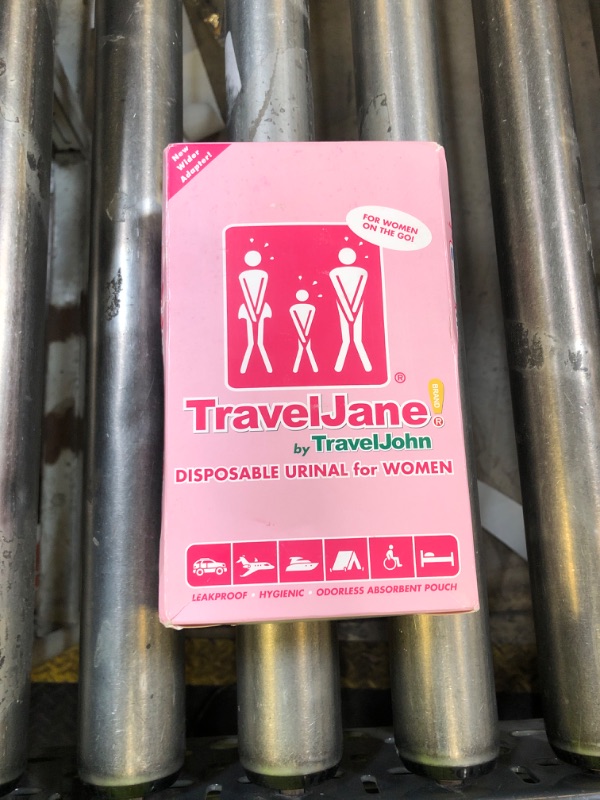 New
Wider
Adapter!
FOR WOMEN
ON THE GO!
®
TravelJane!
BRAND
®
by TravelJohn
DISPOSABLE URINAL for WOMEN
LEAKPROOF • HYGIENIC • ODORLESS ABSORBENT POUCH